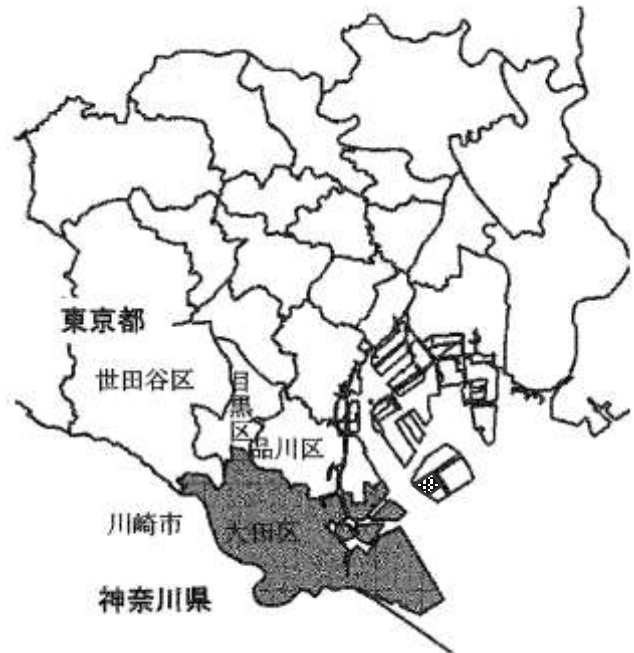 東京都
世田谷区
目黒区
品川区
川崎市
大田区
神奈川県